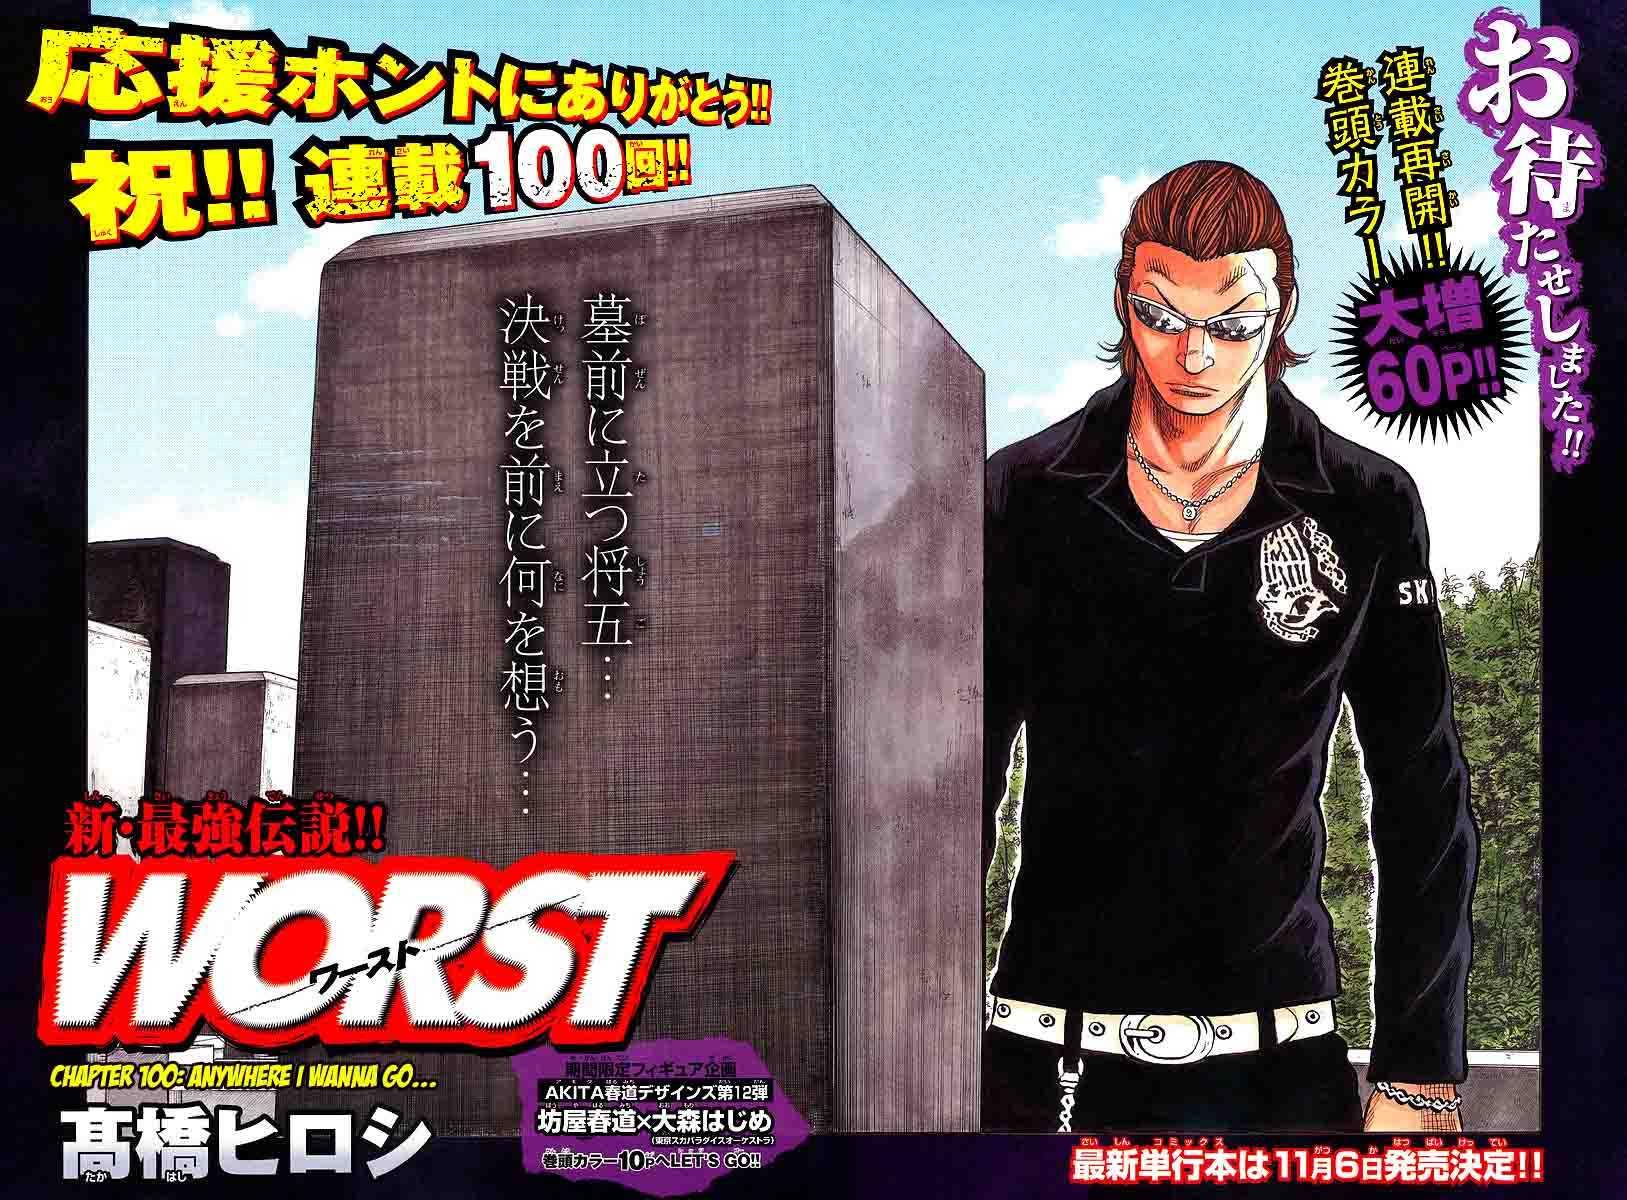 お待たせしました!!
連載再開!!
巻頭カラー
大増
60P!!
応援ホントにありがとう!!
祝!! 連載100回!!
墓前に立つ将五……
決戦を前に何を想う……
SK
新・最強伝説!!
WORST
ワースト
CHAPTER 100: ANYWHERE I WANNA GO...
髙橋ヒロシ
期間限定フィギュア企画
AKITA春道デザインズ第12弾
坊屋春道×大森はじめ
(東京スカパラダイスオーケストラ)
巻頭カラー10PへLET'S GO!!
最新単行本は11月6日発売決定!!